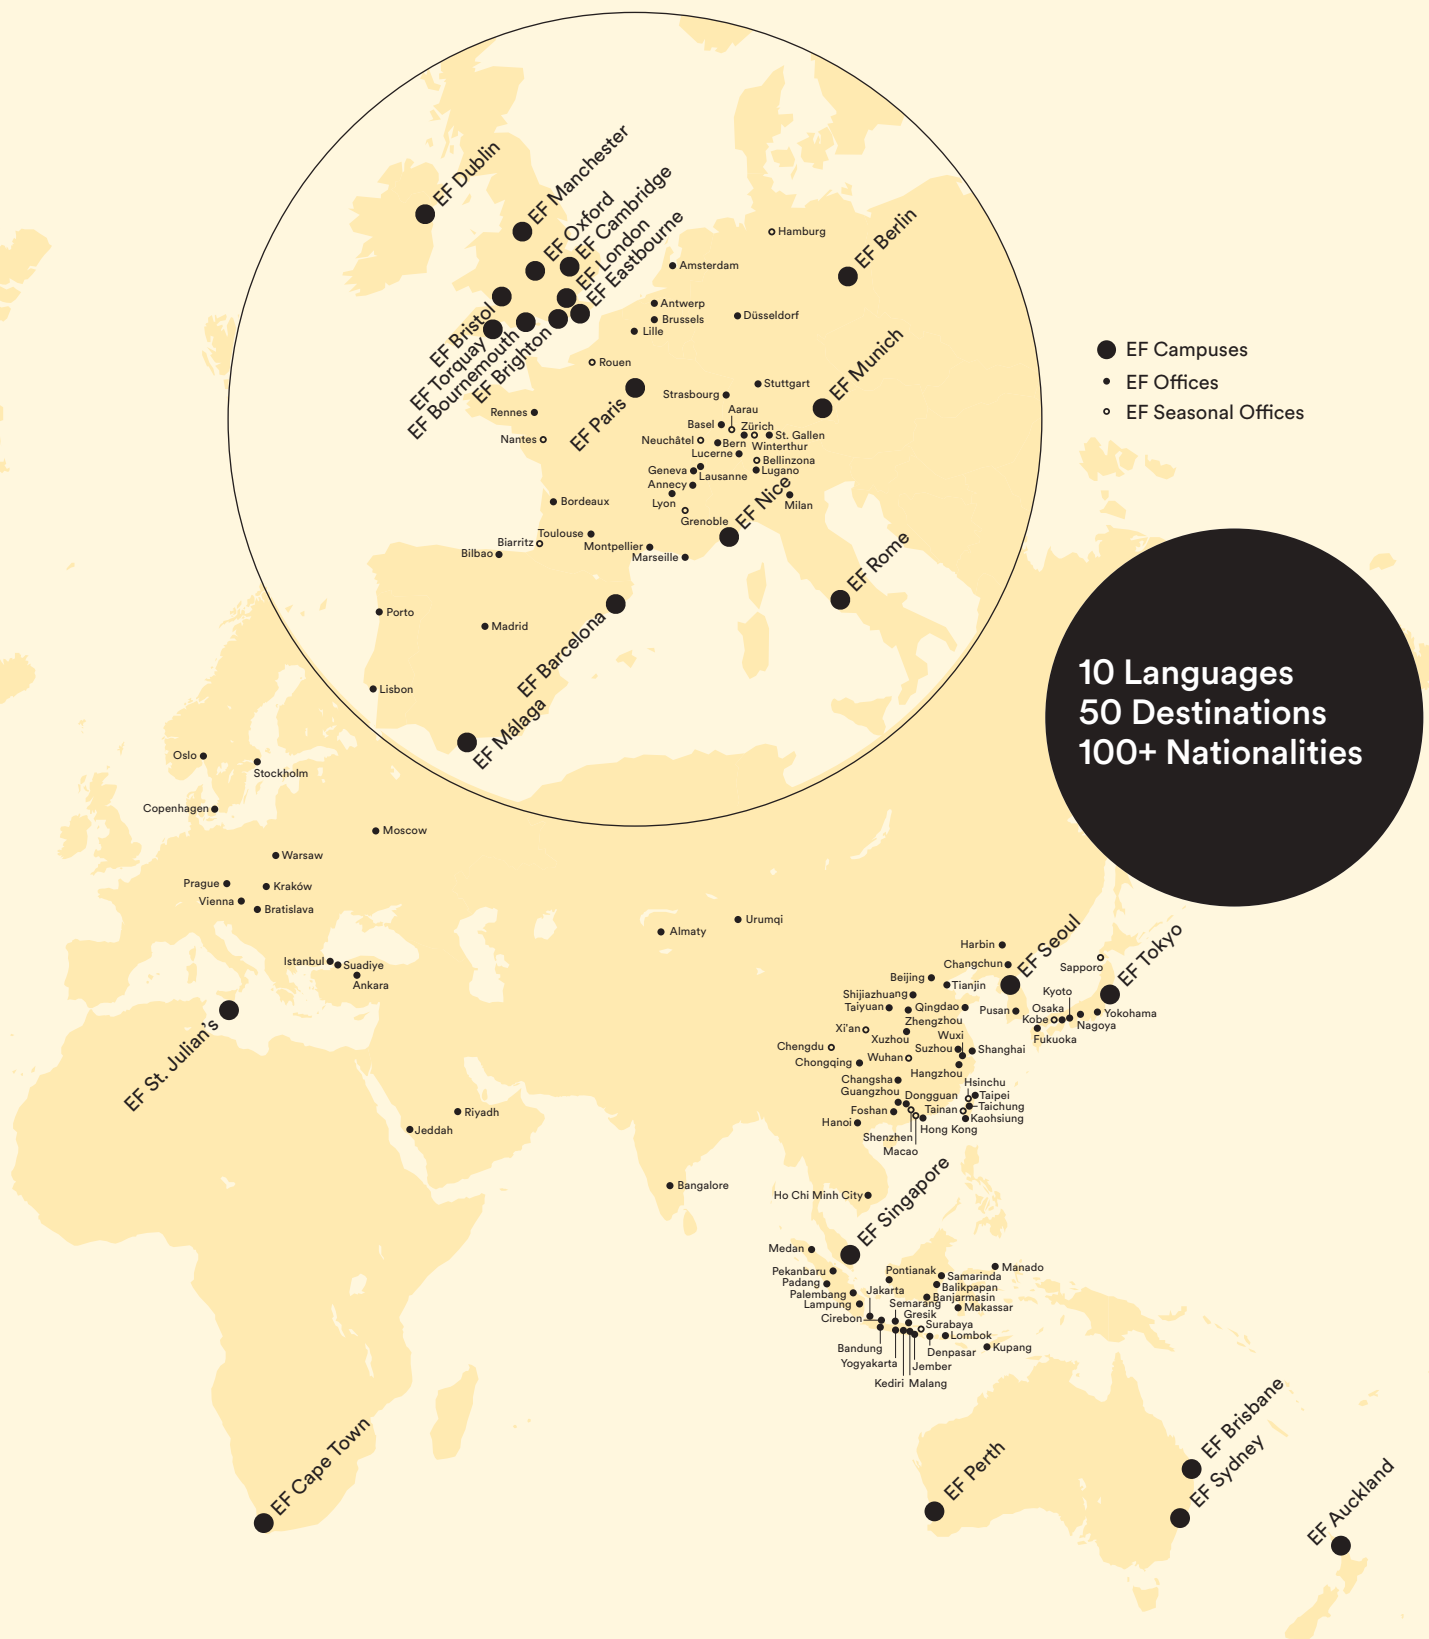 EF Dublin
EF Manchester
EF Oxford
EF Cambridge
EF London
EF Eastbourne
EF Bristol
EF Torquay
EF Bournemouth
EF Brighton
Hamburg
EF Berlin
Amsterdam
Antwerp
Brussels
Düsseldorf
Lille
Rouen
EF Munich
EF Campuses
EF Offices
EF Seasonal Offices
Stuttgart
Strasbourg
EF Paris
Rennes
Aarau
Basel
Zürich
Nantes
Neuchâtel
Bern
St. Gallen
Winterthur
Lucerne
Bellinzona
Geneva
Lugano
Lausanne
Annecy
Lyon
Milan
Grenoble
EF Nice
Bordeaux
Toulouse
Biarritz
Montpellier
Bilbao
Marseille
EF Rome
Porto
Madrid
EF Barcelona
Lisbon
EF Málaga
10 Languages
50 Destinations
100+ Nationalities
Oslo
Stockholm
Copenhagen
Moscow
Warsaw
Prague
Kraków
Vienna
Bratislava
Istanbul
Suadiye
Ankara
EF St. Julian's
Almaty
Urumqi
Harbin
Changchun
EF Seoul
Sapporo
EF Tokyo
Beijing
Tianjin
Shijiazhuang
Kyoto
Taiyuan
Qingdao
Pusan
Osaka
Yokohama
Zhengzhou
Kobe
Nagoya
Xi'an
Xuzhou
Wuxi
Fukuoka
Chengdu
Suzhou
Shanghai
Wuhan
Chongqing
Hangzhou
Changsha
Hsinchu
Guangzhou
Dongguan
Taipei
Foshan
Tainan
Taichung
Hanoi
Hong Kong
Kaohsiung
Shenzhen
Macao
Riyadh
Jeddah
Bangalore
Ho Chi Minh City
EF Singapore
Medan
Pekanbaru
Pontianak
Manado
Padang
Samarinda
Palembang
Jakarta
Balikpapan
Lampung
Semarang
Banjarmasin
Cirebon
Gresik
Makassar
Surabaya
Lombok
Bandung
Denpasar
Kupang
Yogyakarta
Jember
Kediri
Malang
EF Cape Town
EF Perth
EF Brisbane
EF Sydney
EF Auckland